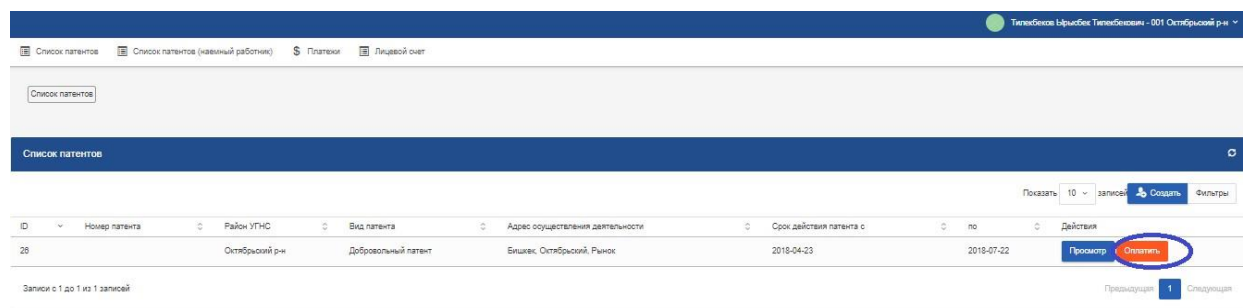 Тилекбеков Ырысбек Тилекбекович - 001 Октябрьский р-н
Список патентов Список патентов (наемный работник) $ Платежи Лицевой счет
Список патентов
Список патентов
Показать 10 записей Создать Фильтры
ID Номер патента Район УГНС Вид патента Адрес осуществления деятельности Срок действия патента с по Действия
26 Октябрьский р-н Добровольный патент Бишкек, Октябрьский, Рынок 2018-04-23 2018-07-22 Просмотр Оплатить
Записи с 1 до 1 из 1 записей Предыдущая 1 Следующая